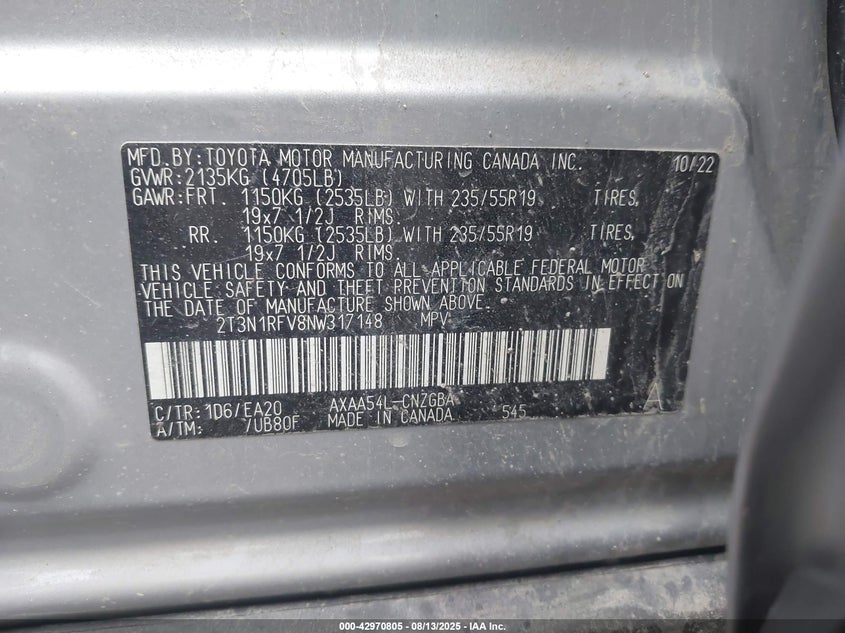 MFD. BY: TOYOTA MOTOR MANUFACTURING CANADA INC. 10/22
GVWR: 2135KG (4705LB)
GAWR: FRT. 1150KG (2535LB) WITH 235/55R19 TIRES,
19x7 1/2J RIMS.
RR. 1150KG (2535LB) WITH 235/55R19 TIRES,
19x7 1/2J RIMS.
THIS VEHICLE CONFORMS TO ALL APPLICABLE FEDERAL MOTOR
VEHICLE SAFETY AND THEFT PREVENTION STANDARDS IN EFFECT ON
THE DATE OF MANUFACTURE SHOWN ABOVE.
2T3N1RFV8NW317148 MPV
C/TR: 1D6/EA20 AXAA54L-CNZGBA A
A/TM: /UB80F MADE IN CANADA 545
000-42970805 - 08/13/2025 - IAA Inc.